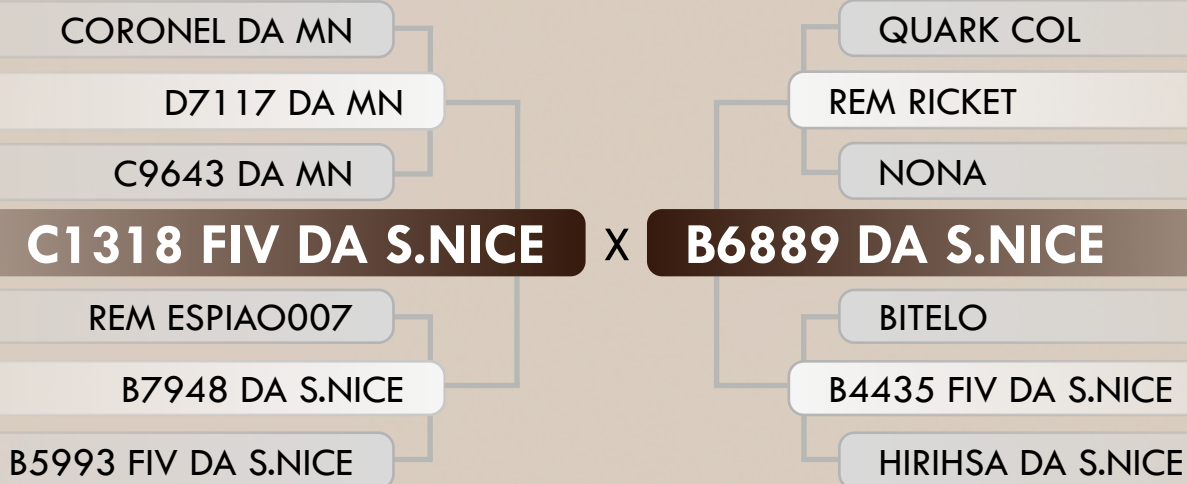 CORONEL DA MN
QUARK COL
D7117 DA MN
REM RICKET
C9643 DA MN
NONA
C1318 FIV DA S.NICE X B6889 DA S.NICE
REM ESPIAO007
BITELO
B7948 DA S.NICE
B4435 FIV DA S.NICE
B5993 FIV DA S.NICE
HIRIHSA DA S.NICE